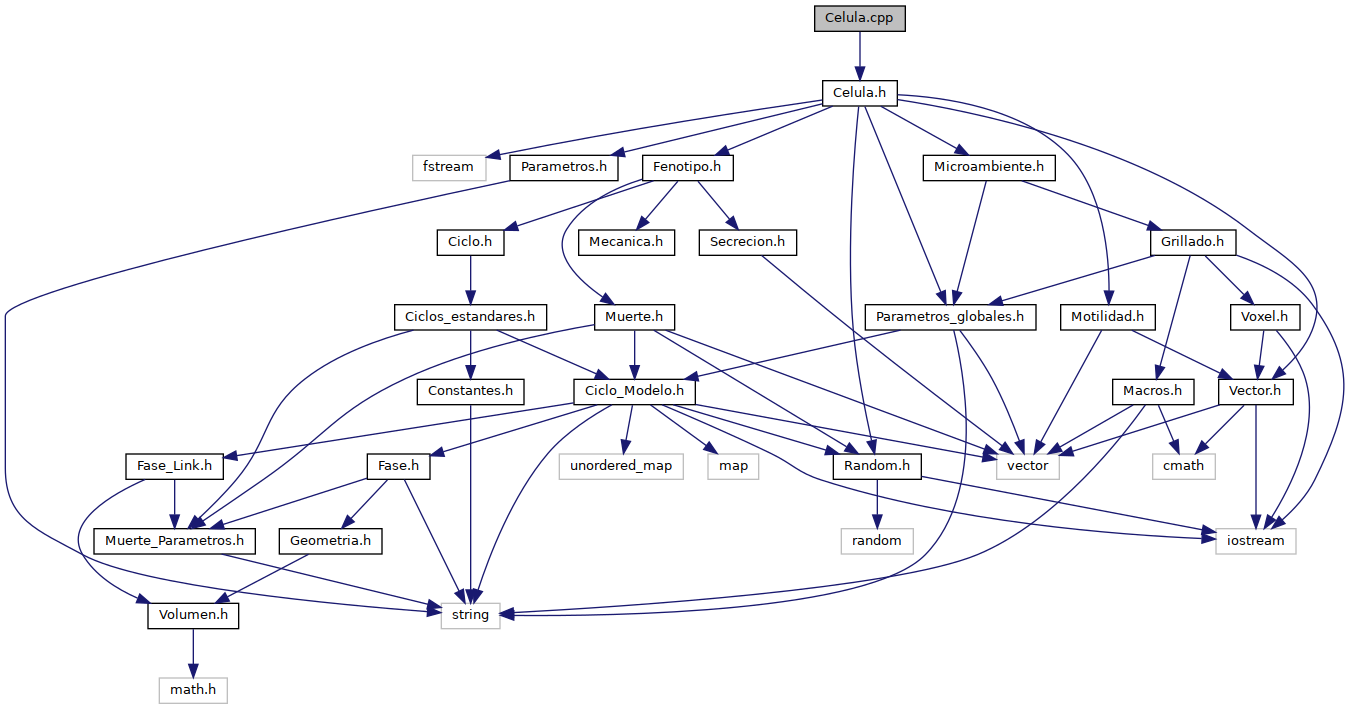 Celula.cpp
Celula.h
fstream
Parametros.h
Fenotipo.h
Microambiente.h
Ciclo.h
Mecanica.h
Secrecion.h
Grillado.h
Ciclos_estandares.h
Muerte.h
Parametros_globales.h
Motilidad.h
Voxel.h
Constantes.h
Ciclo_Modelo.h
Macros.h
Vector.h
Fase_Link.h
Fase.h
unordered_map
map
Random.h
vector
cmath
Muerte_Parametros.h
Geometria.h
random
iostream
Volumen.h
string
math.h